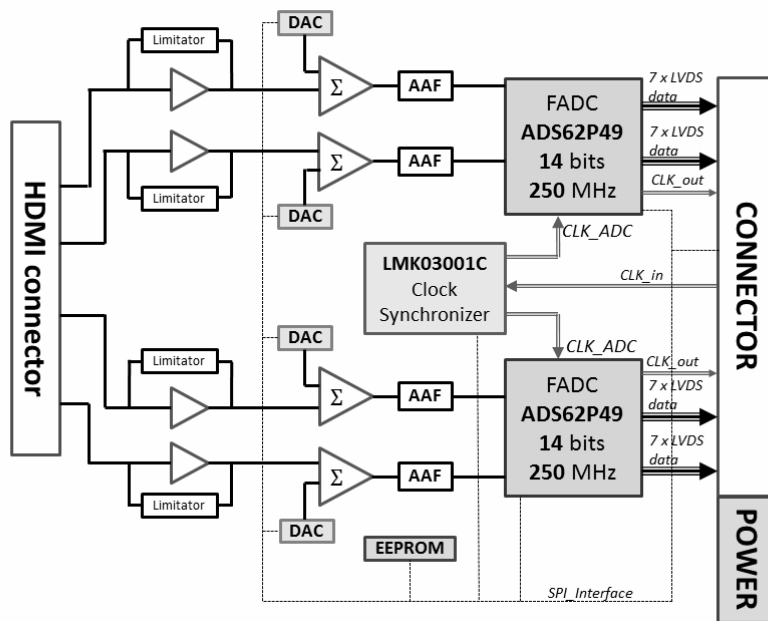 DAC
Limitator
Σ
AAF
FADC
ADS62P49
14 bits
250 MHz
7 x LVDS
data
7 x LVDS
data
CLK_out
Σ
AAF
Limitator
DAC
HDMI connector
CLK_ADC
LMK03001C
Clock
Synchronizer
CLK_in
CONNECTOR
DAC
CLK_ADC
Limitator
Σ
AAF
FADC
ADS62P49
14 bits
250 MHz
CLK_out
7 x LVDS
data
7 x LVDS
data
Σ
AAF
Limitator
DAC
EEPROM
SPI_Interface
POWER